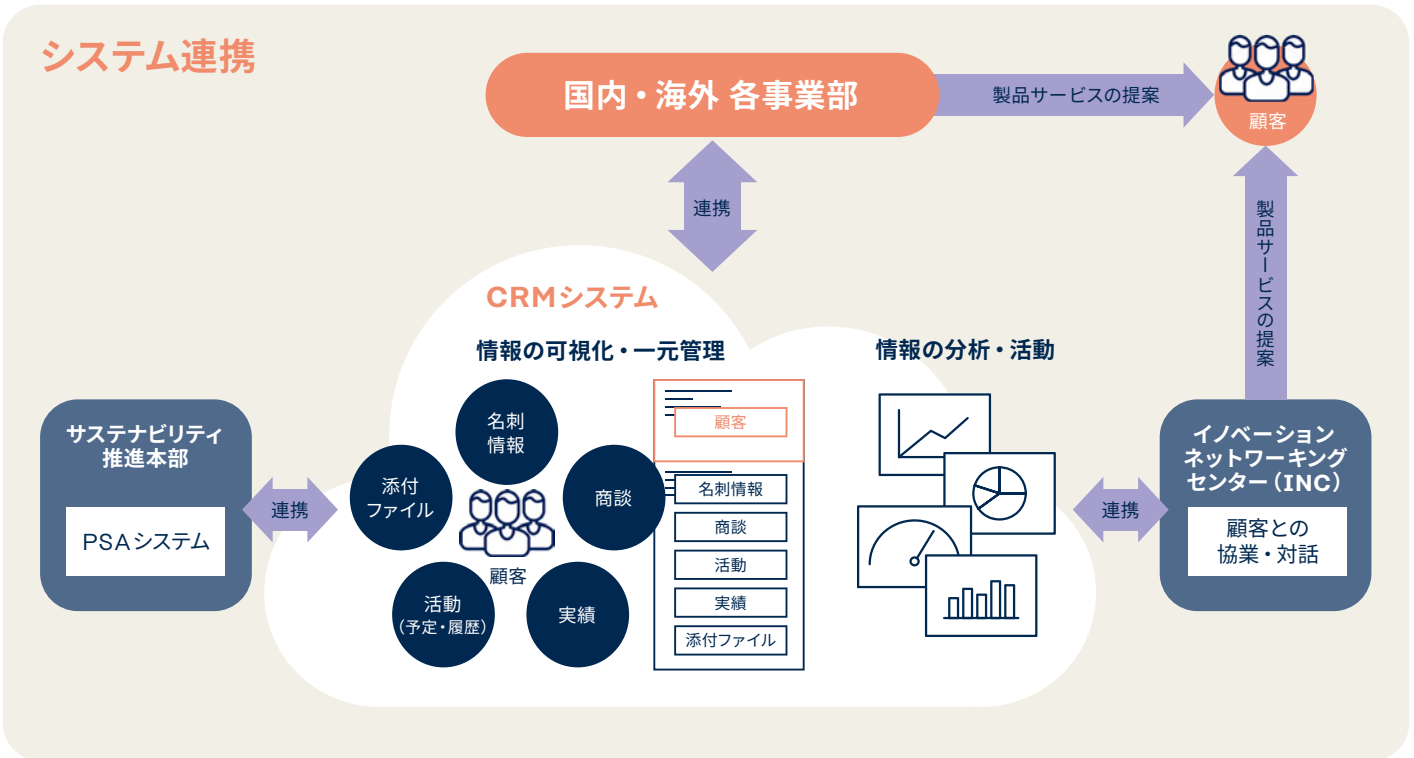 システム連携
国内・海外 各事業部
製品サービスの提案
顧客
連携
製品サービスの提案
CRMシステム
情報の可視化・一元管理
情報の分析・活動
名刺
情報
添付
ファイル
商談
顧客
活動
(予定・履歴)
実績
顧客
名刺情報
商談
活動
実績
添付ファイル
サステナビリティ
推進本部
PSAシステム
連携
連携
イノベーション
ネットワーキング
センター(INC)
顧客との
協業・対話